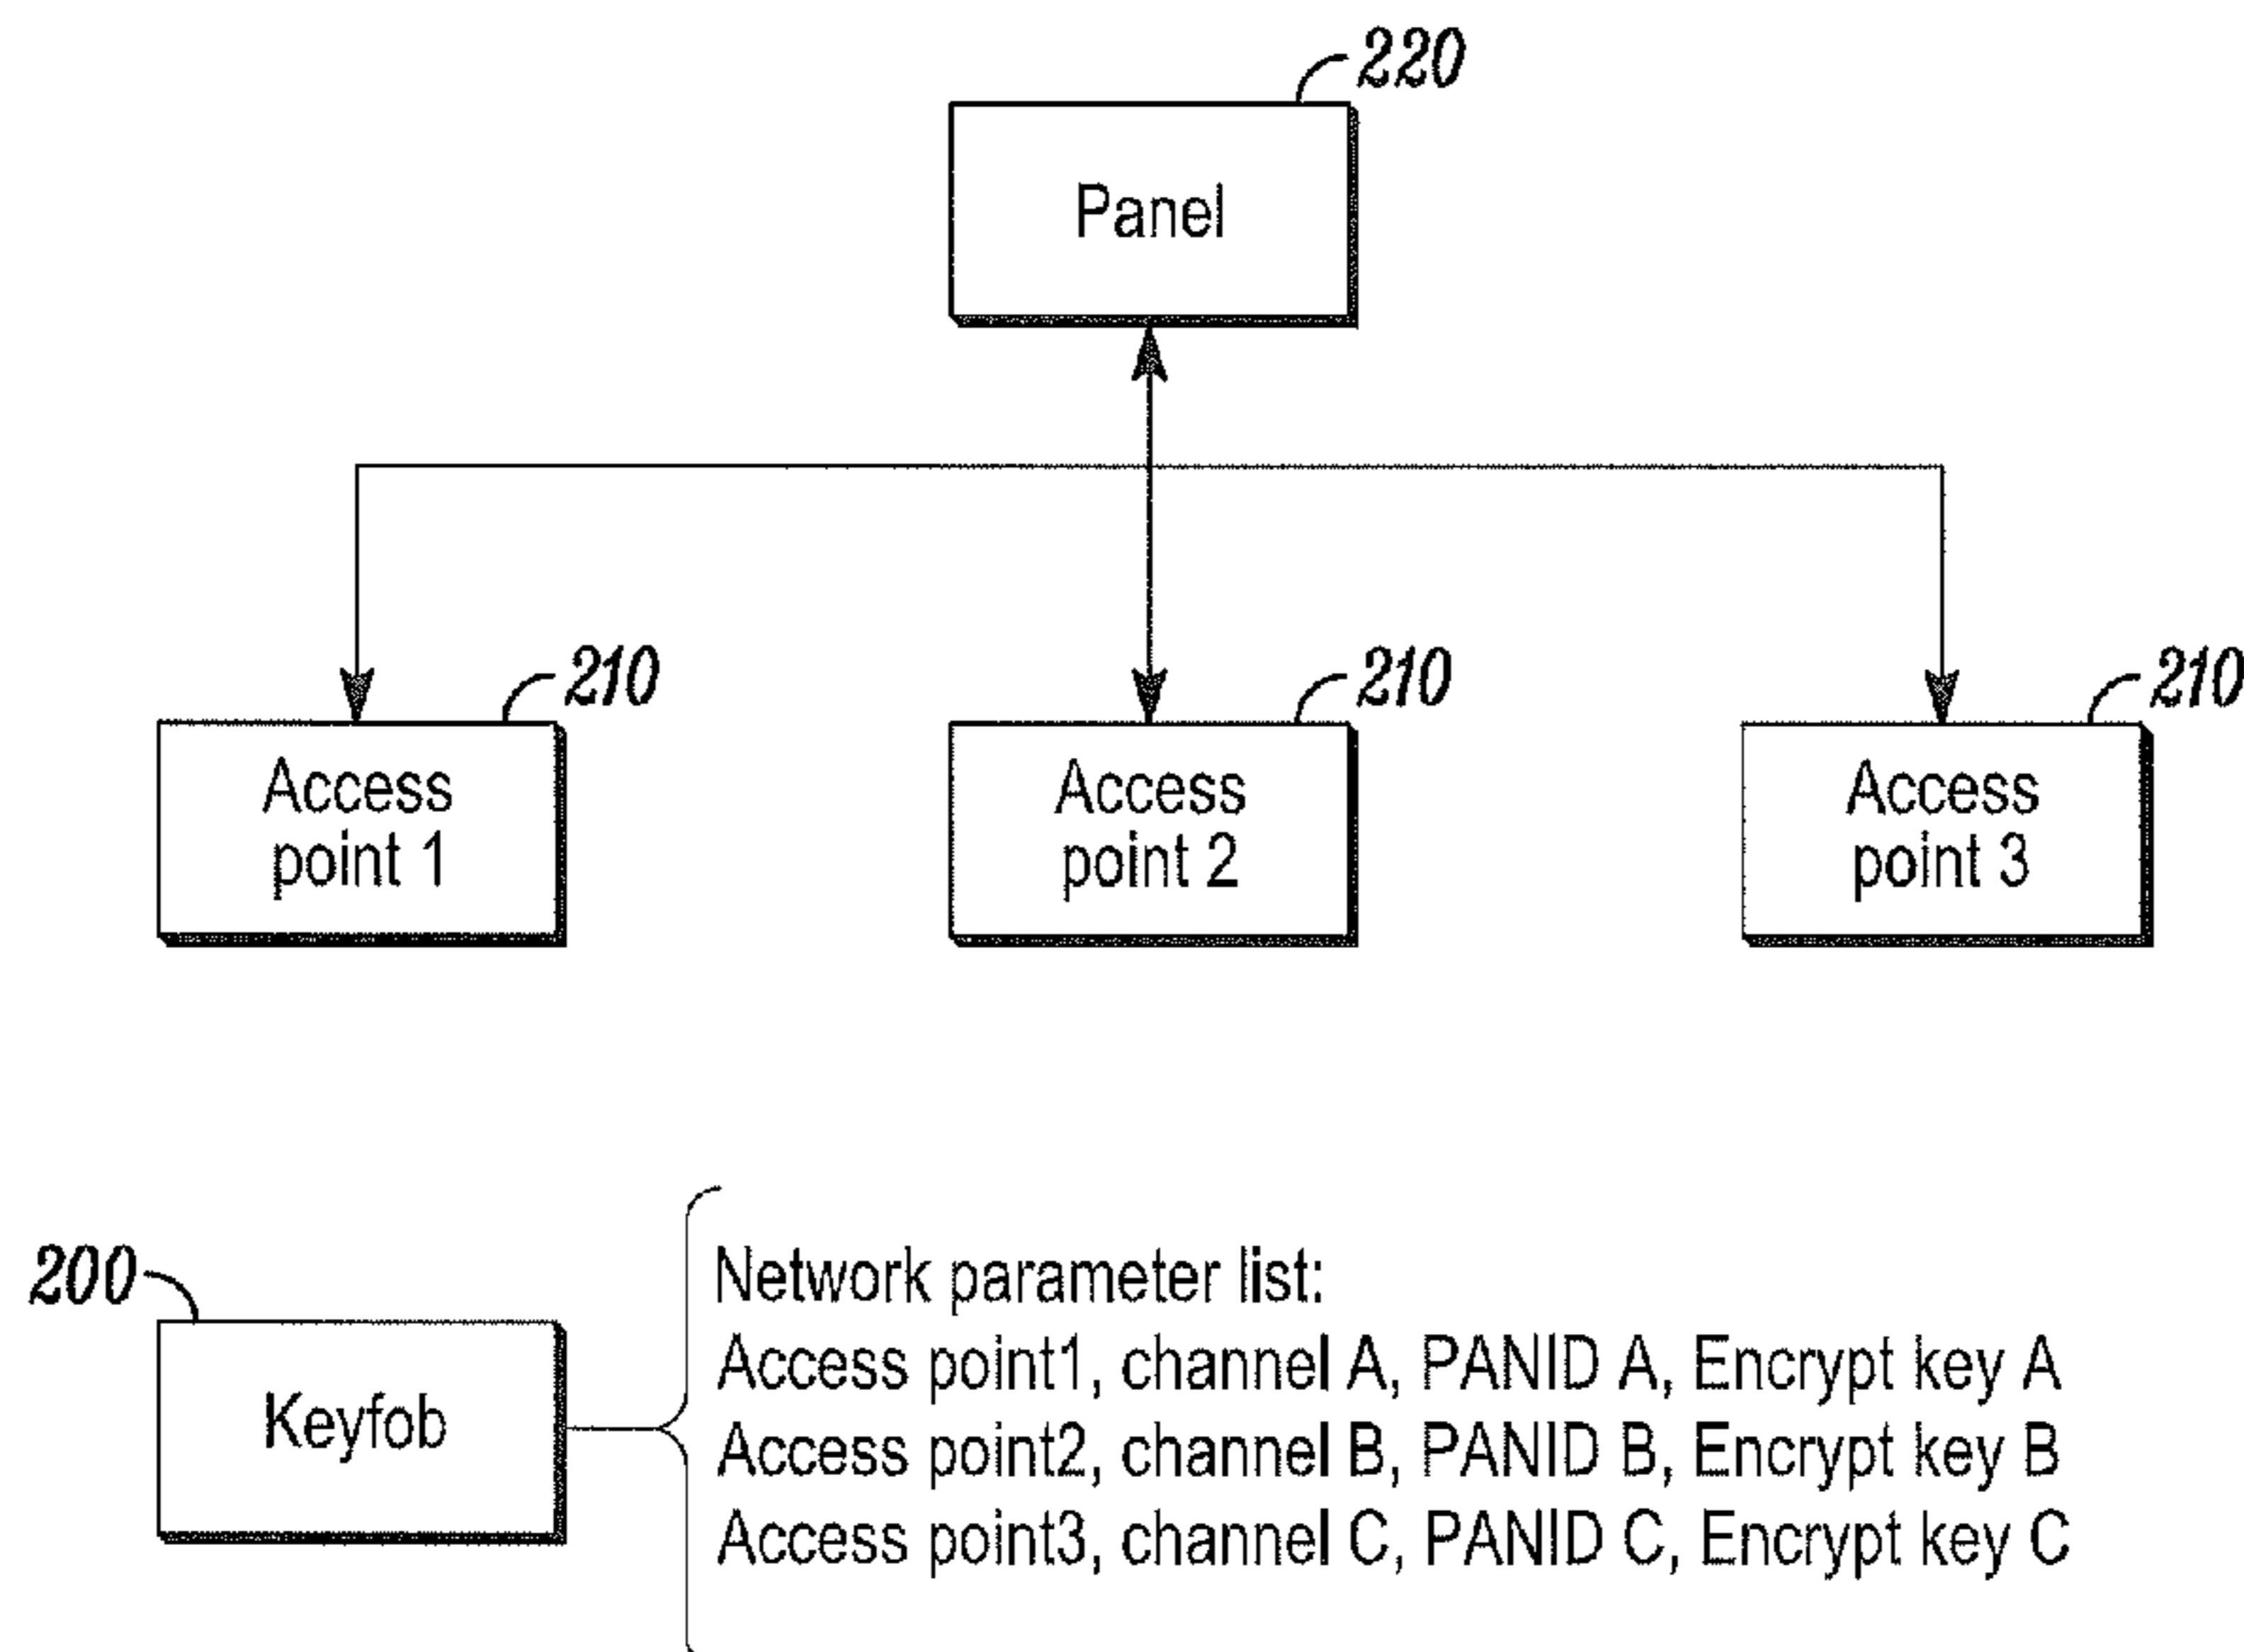 220
Panel
210
210
210
Access
point 1
Access
point 2
Access
point 3
200
Keyfob
Network parameter list:
Access point1, channel A, PANID A, Encrypt key A
Access point2, channel B, PANID B, Encrypt key B
Access point3, channel C, PANID C, Encrypt key C